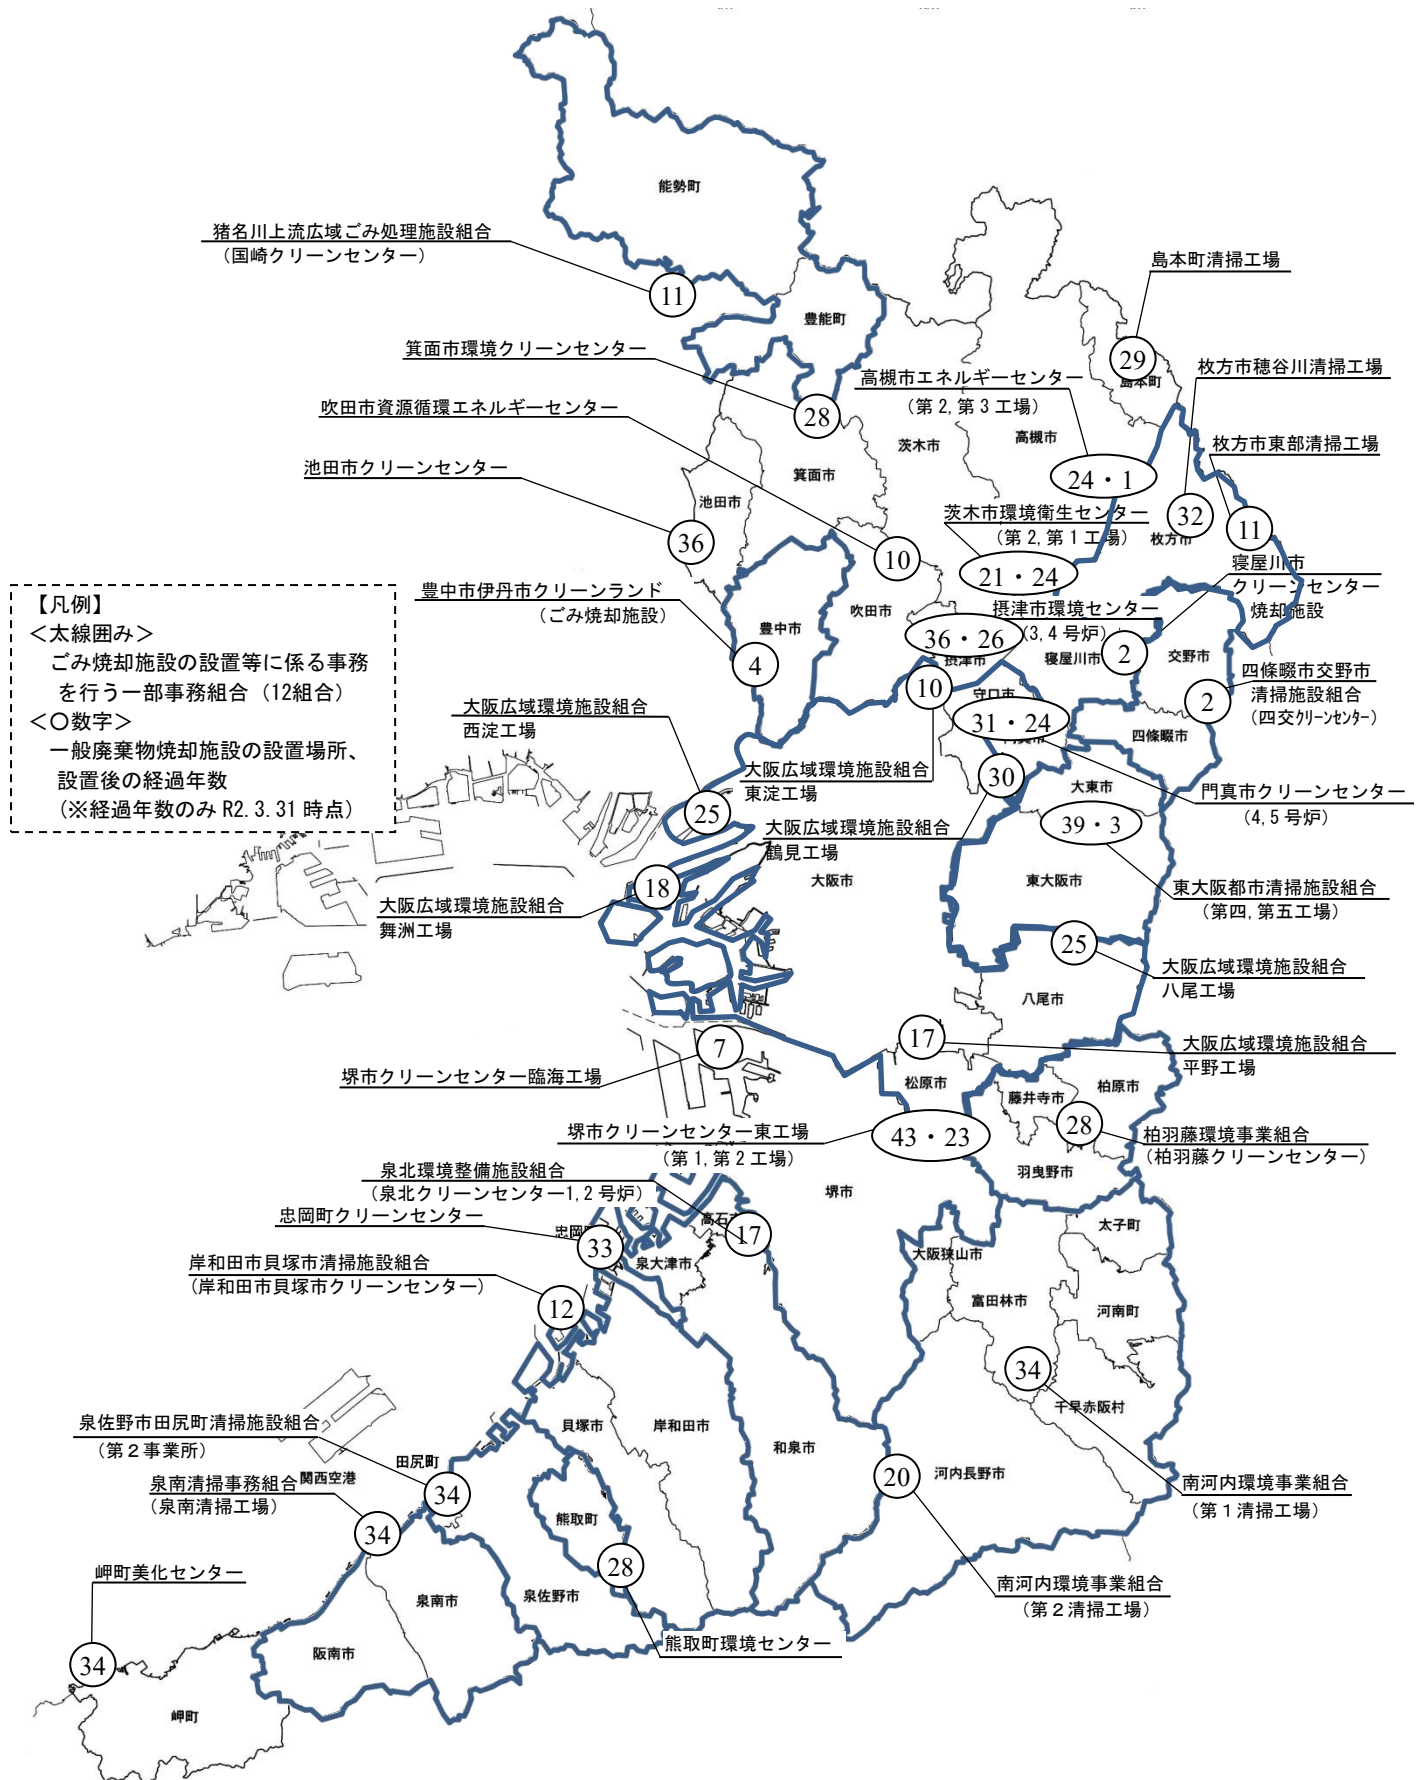 能勢町
猪名川上流広域ごみ処理施設組合
（国崎クリーンセンター）
11
島本町清掃工場
豊能町
29
島本町
箕面市環境クリーンセンター
28
高槻市エネルギーセンター
（第2,第3工場）
枚方市穂谷川清掃工場
吹田市資源循環エネルギーセンター
茨木市
高槻市
枚方市東部清掃工場
池田市クリーンセンター
箕面市
24・1
池田市
茨木市環境衛生センター
（第2,第1工場）
32
枚方市
11
36
10
21・24
寝屋川市
クリーンセンター
焼却施設
【凡例】
＜太線囲み＞
ごみ焼却施設の設置等に係る事務
を行う一部事務組合（12組合）
＜〇数字＞
一般廃棄物焼却施設の設置場所、
設置後の経過年数
（※経過年数のみR2.3.31時点）
豊中市伊丹市クリーンランド
（ごみ焼却施設）
豊中市
4
吹田市
摂津市環境センター
（3,4号炉）
36・26
摂津市
寝屋川市
2
交野市
四條畷市交野市
清掃施設組合
（四交クリーンセンター）
2
10
守口市
31・24
四條畷市
大阪広域環境施設組合
西淀工場
大阪広域環境施設組合
東淀工場
30
大東市
門真市クリーンセンター
（4,5号炉）
25
大阪広域環境施設組合
鶴見工場
39・3
18
大阪市
東大阪市
東大阪都市清掃施設組合
（第四,第五工場）
大阪広域環境施設組合
舞洲工場
25
大阪広域環境施設組合
八尾工場
八尾市
7
17
大阪広域環境施設組合
平野工場
堺市クリーンセンター臨海工場
松原市
藤井寺市
柏原市
堺市クリーンセンター東工場
（第1,第2工場）
43・23
28
柏羽藤環境事業組合
（柏羽藤クリーンセンター）
羽曳野市
泉北環境整備施設組合
（泉北クリーンセンター1,2号炉）
堺市
忠岡町クリーンセンター
忠岡
高石
17
33
泉大津市
太子町
大阪狭山市
岸和田市貝塚市清掃施設組合
（岸和田市貝塚市クリーンセンター）
12
富田林市
河南町
34
千早赤阪村
泉佐野市田尻町清掃施設組合
（第2事業所）
貝塚市
岸和田市
和泉市
田尻町
関西空港
泉南清掃事務組合
（泉南清掃工場）
34
34
20
河内長野市
南河内環境事業組合
（第1清掃工場）
熊取町
28
岬町美化センター
泉南市
泉佐野市
南河内環境事業組合
（第2清掃工場）
熊取町環境センター
阪南市
34
岬町